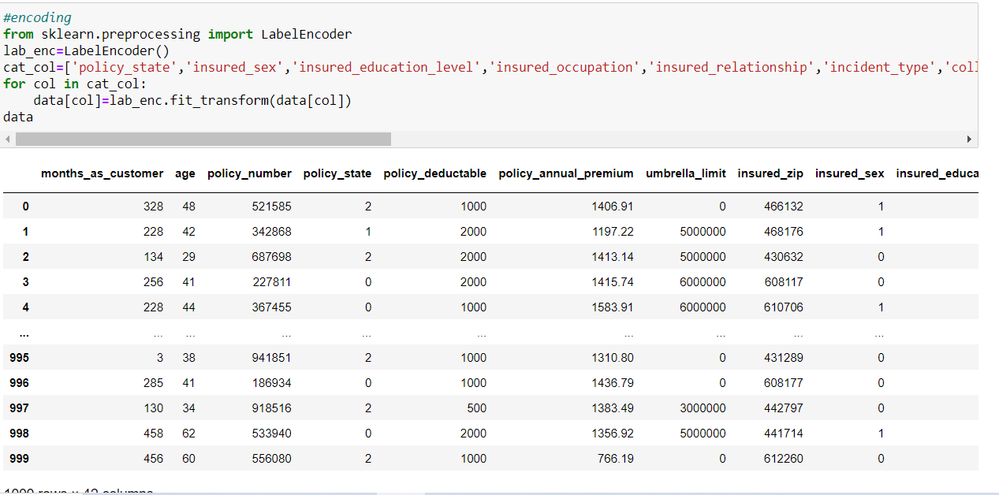 #encoding
from sklearn.preprocessing import LabelEncoder
lab_enc=LabelEncoder()
cat_col=['policy_state','insured_sex','insured_education_level','insured_occupation','insured_relationship','incident_type','coll
for col in cat_col:
    data[col]=lab_enc.fit_transform(data[col])
data
months_as_customer age policy_number policy_state policy_deductable policy_annual_premium umbrella_limit insured_zip insured_sex insured_educa
0 328 48 521585 2 1000 1406.91 0 466132 1
1 228 42 342868 1 2000 1197.22 5000000 468176 1
2 134 29 687698 2 2000 1413.14 5000000 430632 0
3 256 41 227811 0 2000 1415.74 6000000 608117 0
4 228 44 367455 0 1000 1583.91 6000000 610706 1
... ... ... ... ... ... ... ... ... ...
995 3 38 941851 2 1000 1310.80 0 431289 0
996 285 41 186934 0 1000 1436.79 0 608177 0
997 130 34 918516 2 500 1383.49 3000000 442797 0
998 458 62 533940 0 2000 1356.92 5000000 441714 1
999 456 60 556080 2 1000 766.19 0 612260 0
rows × columns